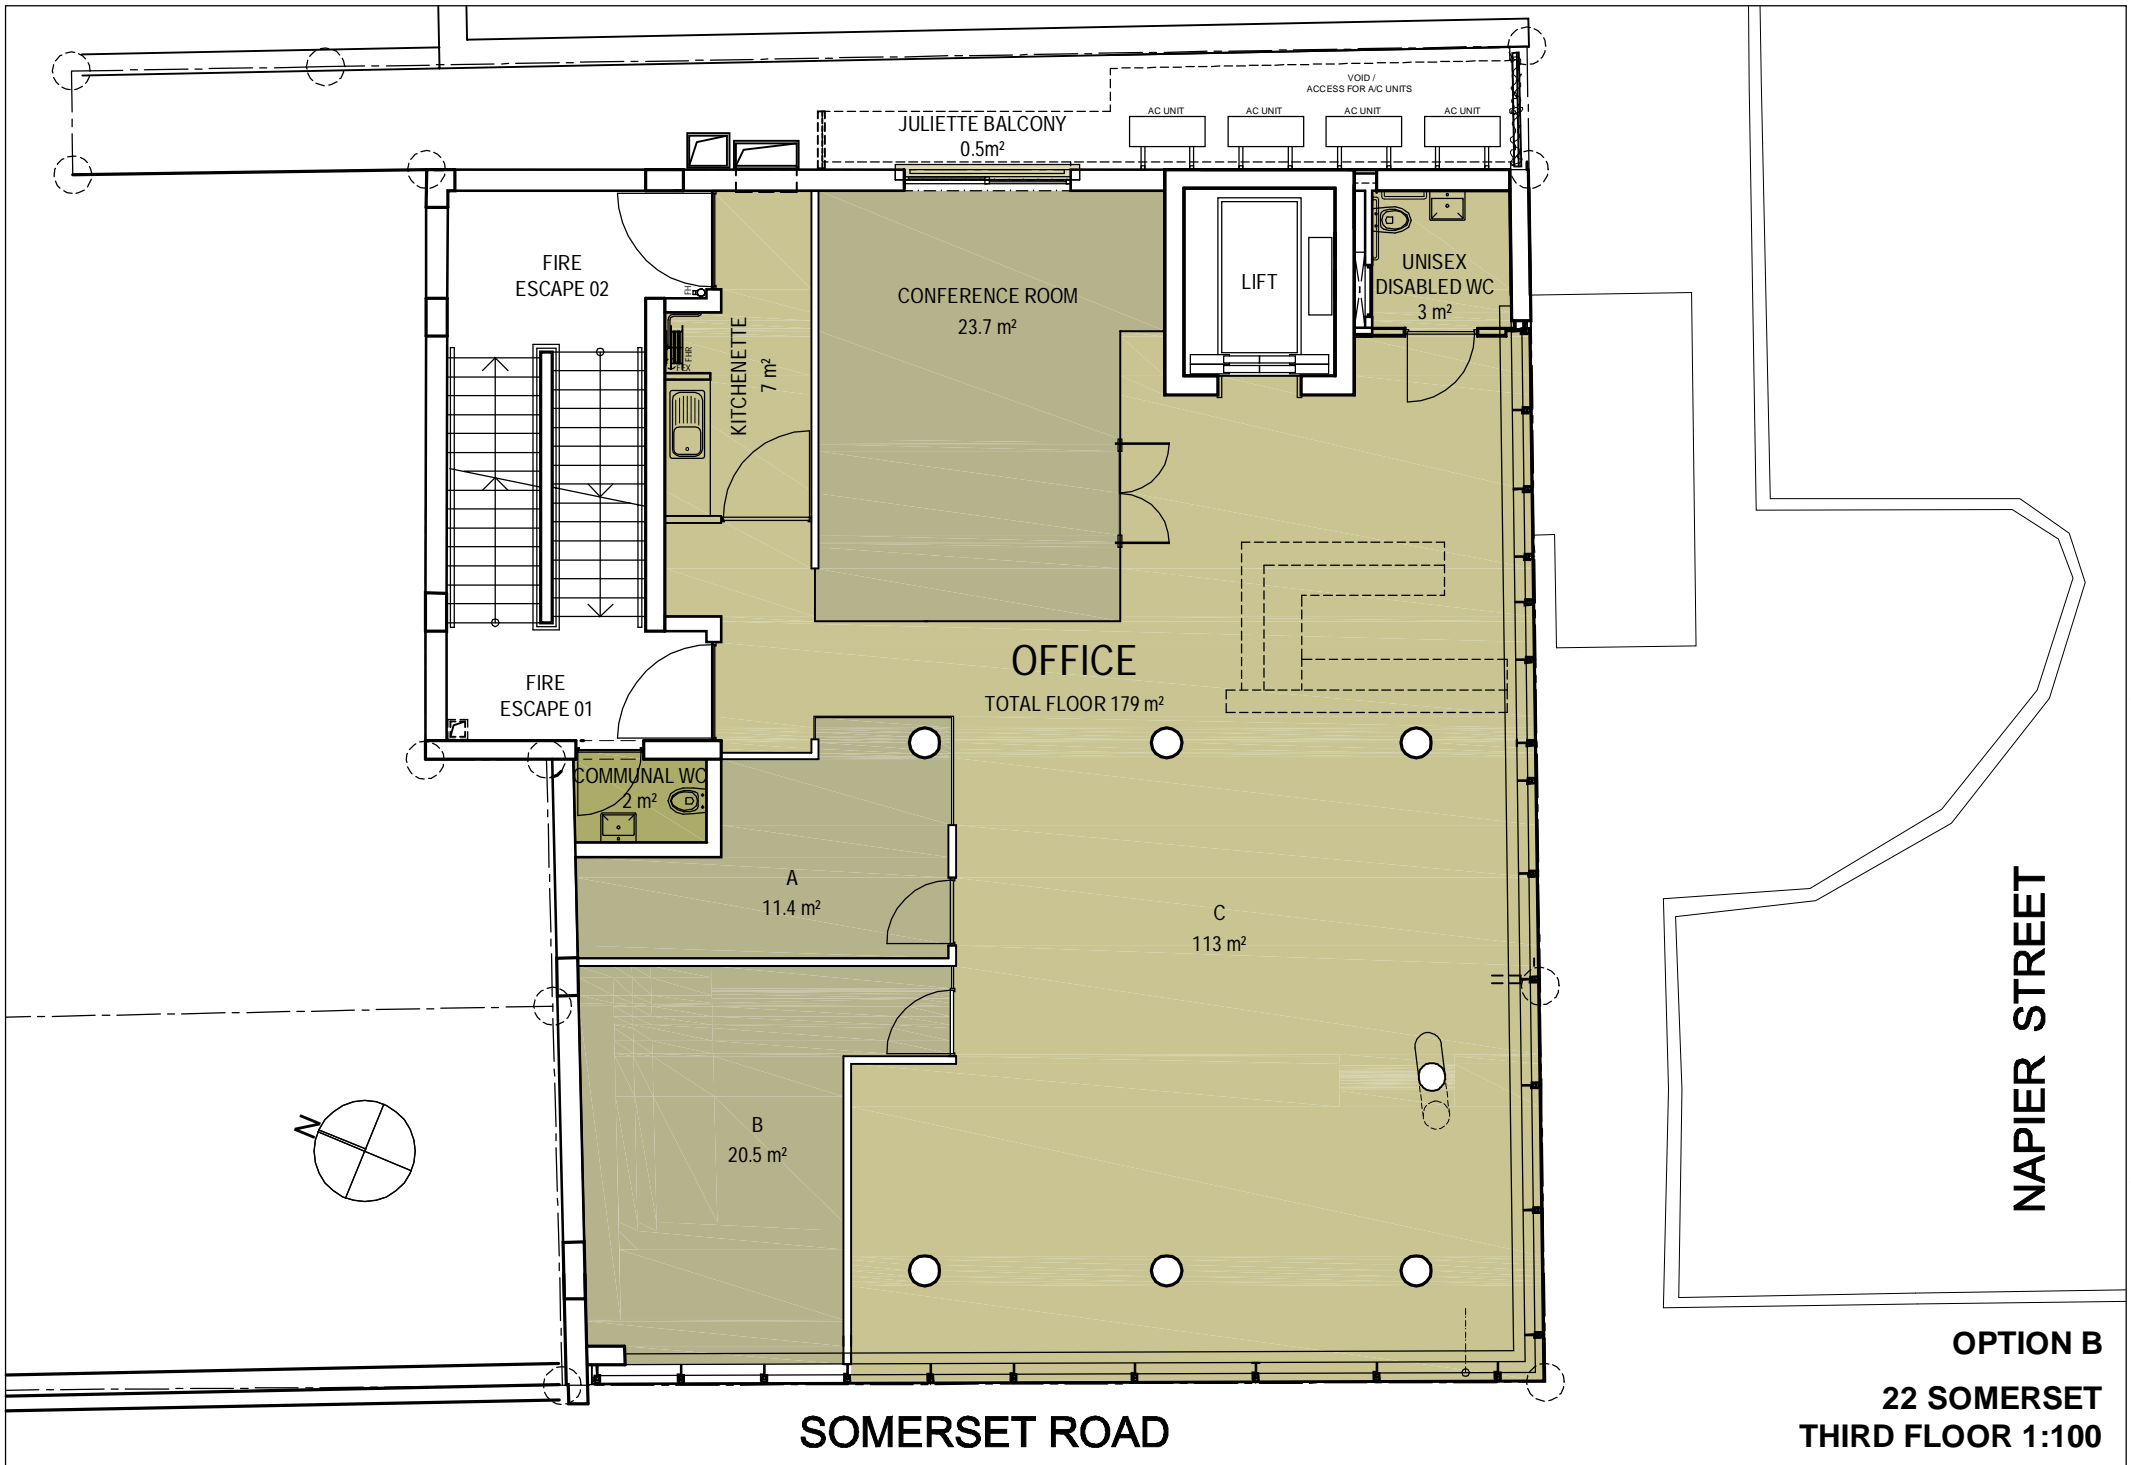 VOID /
ACCESS FOR A/C UNITS
AC UNIT
AC UNIT
AC UNIT
AC UNIT
JULIETTE BALCONY
0.5m²
FIRE
ESCAPE 02
CONFERENCE ROOM
23.7 m²
LIFT
UNISEX
DISABLED WC
3 m²
FH
FHR
FEX
KITCHENETTE
7 m²
OFFICE
TOTAL FLOOR 179 m²
FIRE
ESCAPE 01
COMMUNAL WC
2 m²
A
11.4 m²
C
113 m²
B
20.5 m²
N
NAPIER STREET
SOMERSET ROAD
OPTION B
22 SOMERSET
THIRD FLOOR 1:100